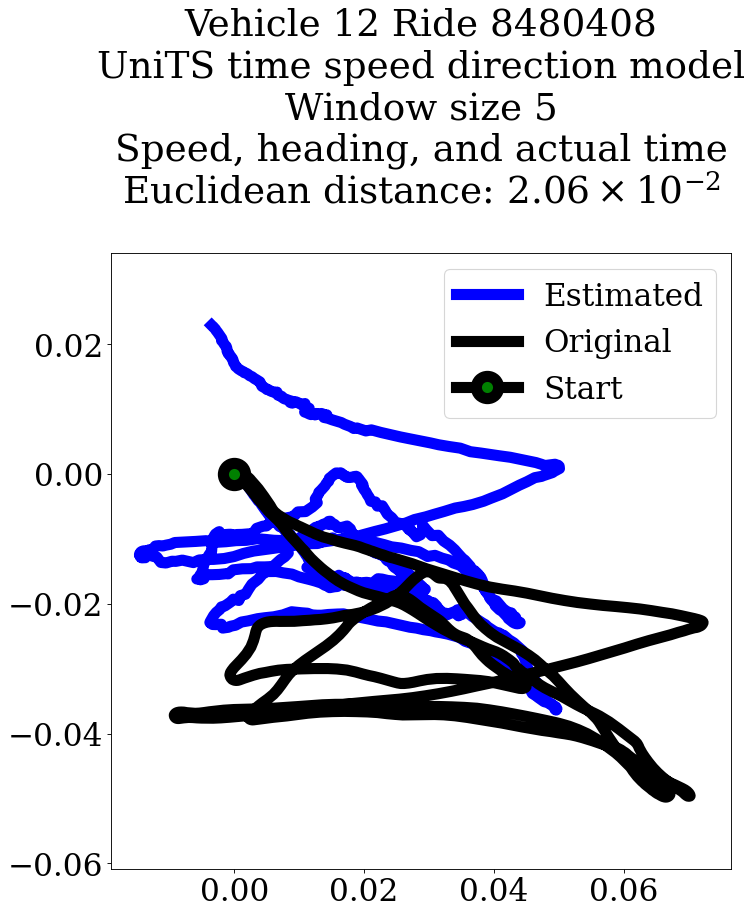 Vehicle 12 Ride 8480408
UniTS time speed direction model
Window size 5
Speed, heading, and actual time
Euclidean distance: 2.06 × 10⁻²
Estimated
Original
Start
0.02
0.00
−0.02
−0.04
−0.06
0.00 0.02 0.04 0.06